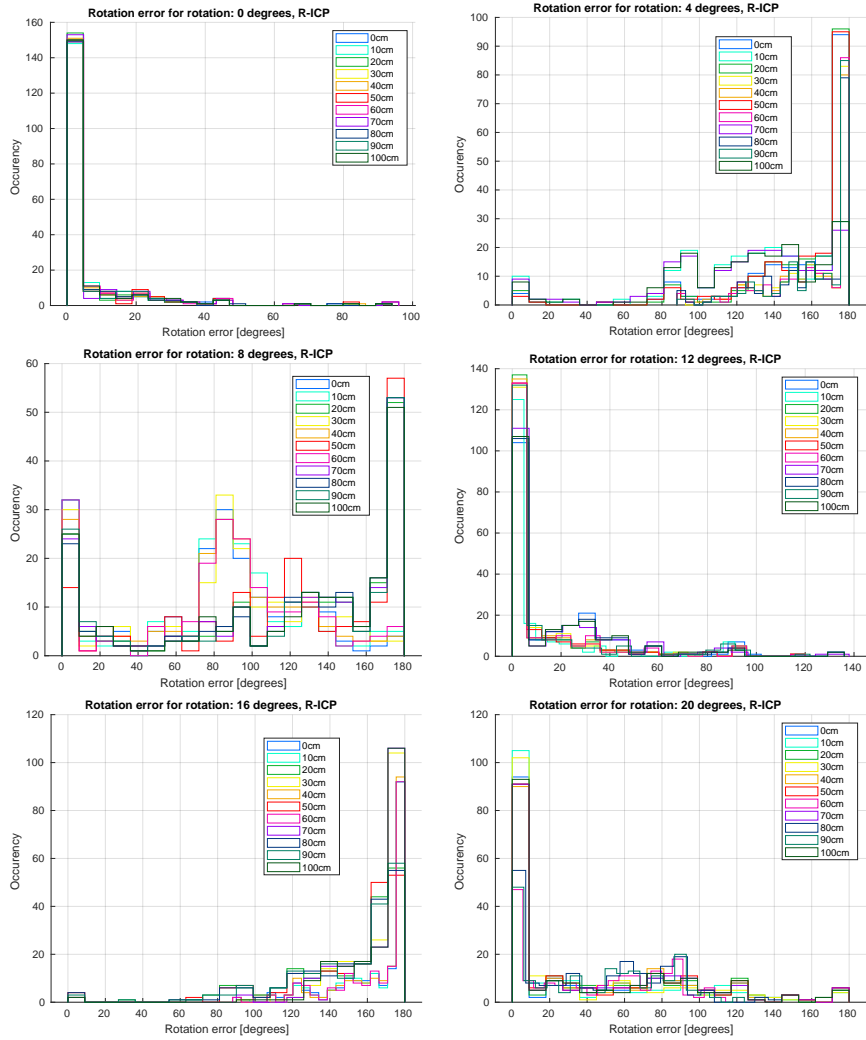 Rotation error for rotation: 0 degrees, R-ICP
160
140
120
100
80
60
40
20
0
Occurency
0 20 40 60 80 100
Rotation error [degrees]
0cm
10cm
20cm
30cm
40cm
50cm
60cm
70cm
80cm
90cm
100cm
Rotation error for rotation: 4 degrees, R-ICP
100
90
80
70
60
50
40
30
20
10
0
Occurency
0 20 40 60 80 100 120 140 160 180
Rotation error [degrees]
0cm
10cm
20cm
30cm
40cm
50cm
60cm
70cm
80cm
90cm
100cm
Rotation error for rotation: 8 degrees, R-ICP
60
50
40
30
20
10
0
Occurency
0 20 40 60 80 100 120 140 160 180
Rotation error [degrees]
0cm
10cm
20cm
30cm
40cm
50cm
60cm
70cm
80cm
90cm
100cm
Rotation error for rotation: 12 degrees, R-ICP
140
120
100
80
60
40
20
0
Occurency
0 20 40 60 80 100 120 140
Rotation error [degrees]
0cm
10cm
20cm
30cm
40cm
50cm
60cm
70cm
80cm
90cm
100cm
Rotation error for rotation: 16 degrees, R-ICP
120
100
80
60
40
20
0
Occurency
0 20 40 60 80 100 120 140 160 180
Rotation error [degrees]
0cm
10cm
20cm
30cm
40cm
50cm
60cm
70cm
80cm
90cm
100cm
Rotation error for rotation: 20 degrees, R-ICP
120
100
80
60
40
20
0
Occurency
0 20 40 60 80 100 120 140 160 180
Rotation error [degrees]
0cm
10cm
20cm
30cm
40cm
50cm
60cm
70cm
80cm
90cm
100cm